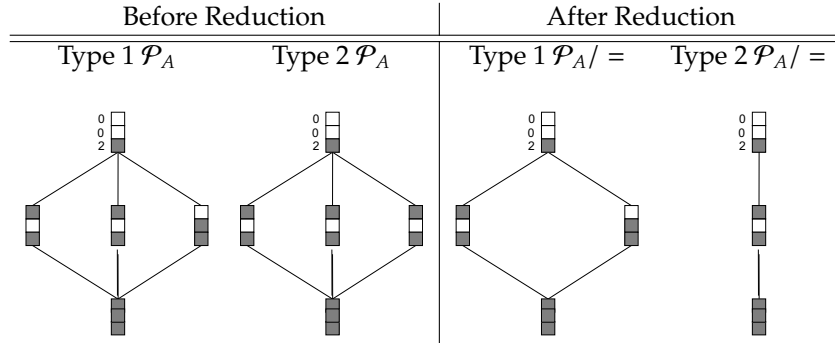 Before Reduction After Reduction
Type 1 𝒫_A Type 2 𝒫_A Type 1 𝒫_A/ = Type 2 𝒫_A/ =
0 0 0 0
0 0 0 0
2 2 2 2